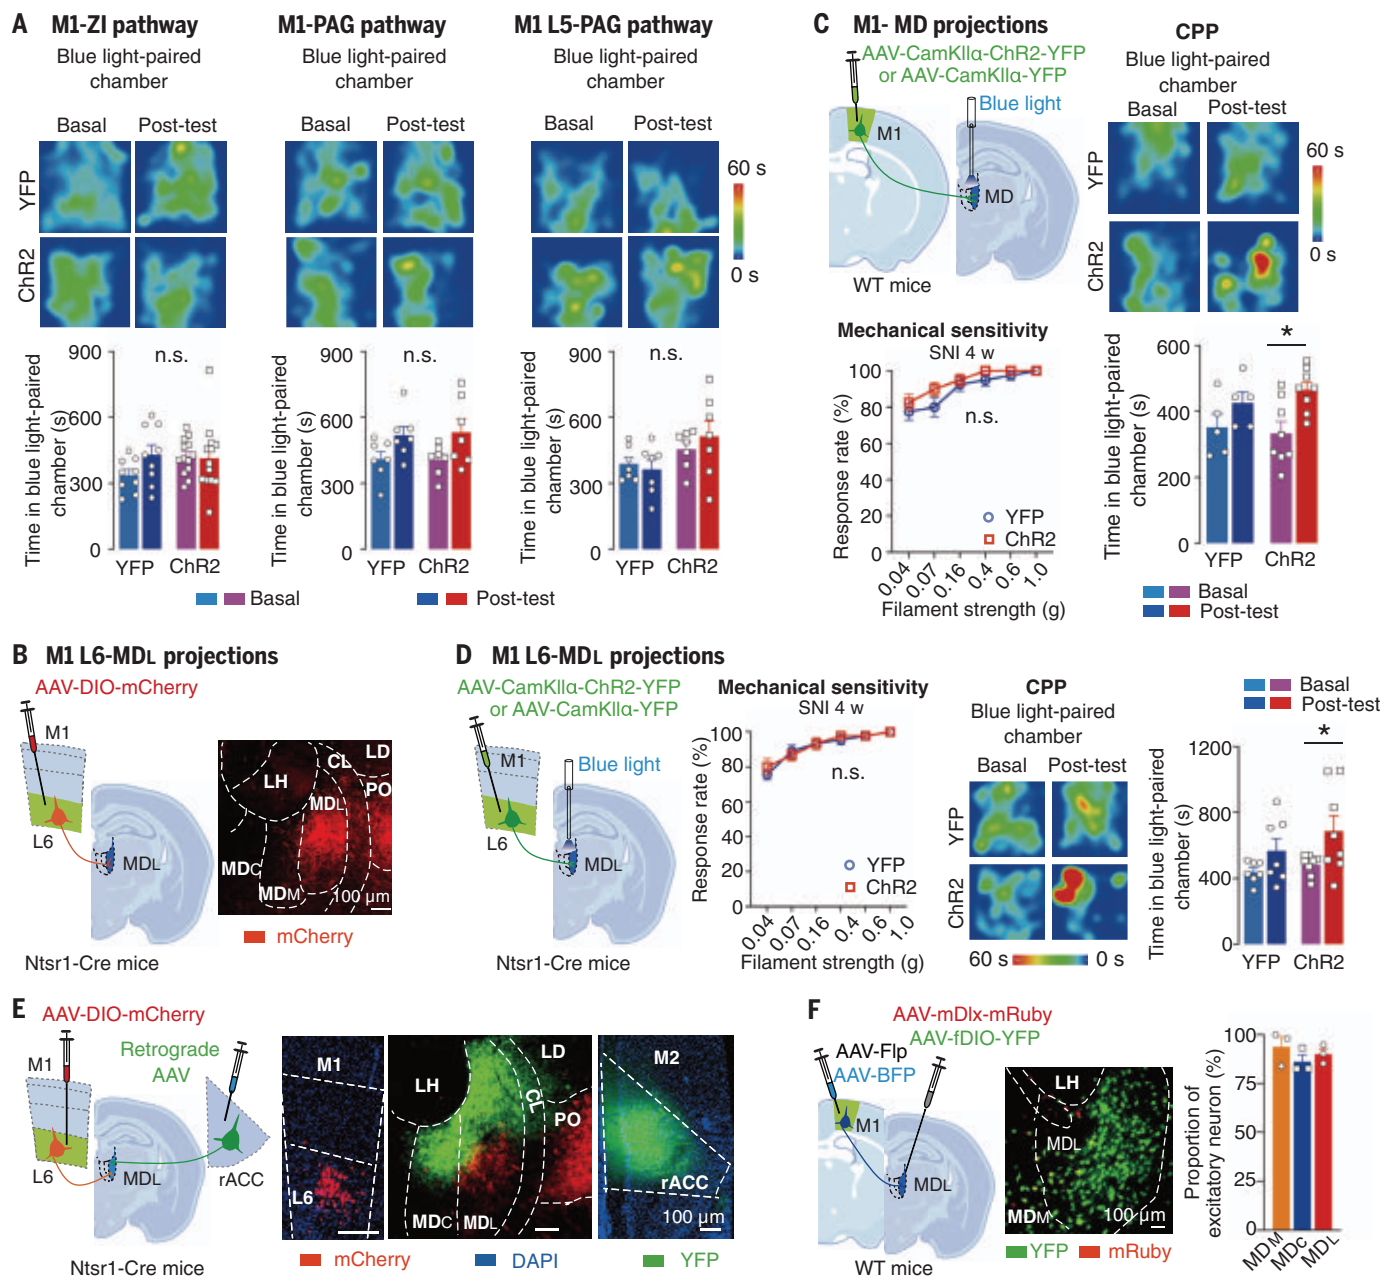 A M1-ZI pathway
Blue light-paired
chamber
Basal
Post-test
YFP
ChR2
Time in blue light-paired
chamber (s)
900
600
300
0
n.s.
YFP
ChR2
M1-PAG pathway
Blue light-paired
chamber
Basal
Post-test
Time in blue light-paired
chamber (s)
900
600
300
0
n.s.
YFP
ChR2
M1 L5-PAG pathway
Blue light-paired
chamber
Basal
Post-test
60 s
0 s
Time in blue light-paired
chamber (s)
900
600
300
0
n.s.
YFP
ChR2
Basal
Post-test
C M1- MD projections
AAV-CamKIIα-ChR2-YFP
or AAV-CamKIIα-YFP
Blue light
M1
MD
WT mice
Mechanical sensitivity
SNI 4 w
Response rate (%)
100
80
60
40
20
0
n.s.
YFP
ChR2
0.04
0.07
0.16
0.4
0.6
1.0
Filament strength (g)
CPP
Blue light-paired
chamber
Basal
Post-test
YFP
ChR2
60 s
0 s
Time in blue light-paired
chamber (s)
600
400
200
0
*
YFP
ChR2
Basal
Post-test
B M1 L6-MDL projections
AAV-DIO-mCherry
M1
L6
MDL
Ntsr1-Cre mice
LH
CL
LD
PO
MDL
MDC
MDM
100 µm
mCherry
D M1 L6-MDL projections
AAV-CamKIIα-ChR2-YFP
or AAV-CamKIIα-YFP
M1
Blue light
L6
MDL
Ntsr1-Cre mice
Mechanical sensitivity
SNI 4 w
Response rate (%)
100
80
60
40
20
0
n.s.
YFP
ChR2
0.04
0.07
0.16
0.4
0.6
1.0
Filament strength (g)
CPP
Blue light-paired
chamber
Basal
Post-test
YFP
ChR2
60 s
0 s
Basal
Post-test
Time in blue light-paired
chamber (s)
1200
800
400
0
*
YFP
ChR2
E AAV-DIO-mCherry
Retrograde
AAV
M1
L6
MDL
rACC
Ntsr1-Cre mice
M1
L6
LH
LD
CL
PO
MDC
MDL
M2
rACC
100 µm
mCherry
DAPI
YFP
F AAV-mDlx-mRuby
AAV-fDIO-YFP
AAV-Flp
AAV-BFP
M1
MDL
WT mice
LH
MDL
MDM
100 µm
YFP
mRuby
Proportion of
excitatory neuron (%)
100
75
50
25
0
MDM
MDC
MDL